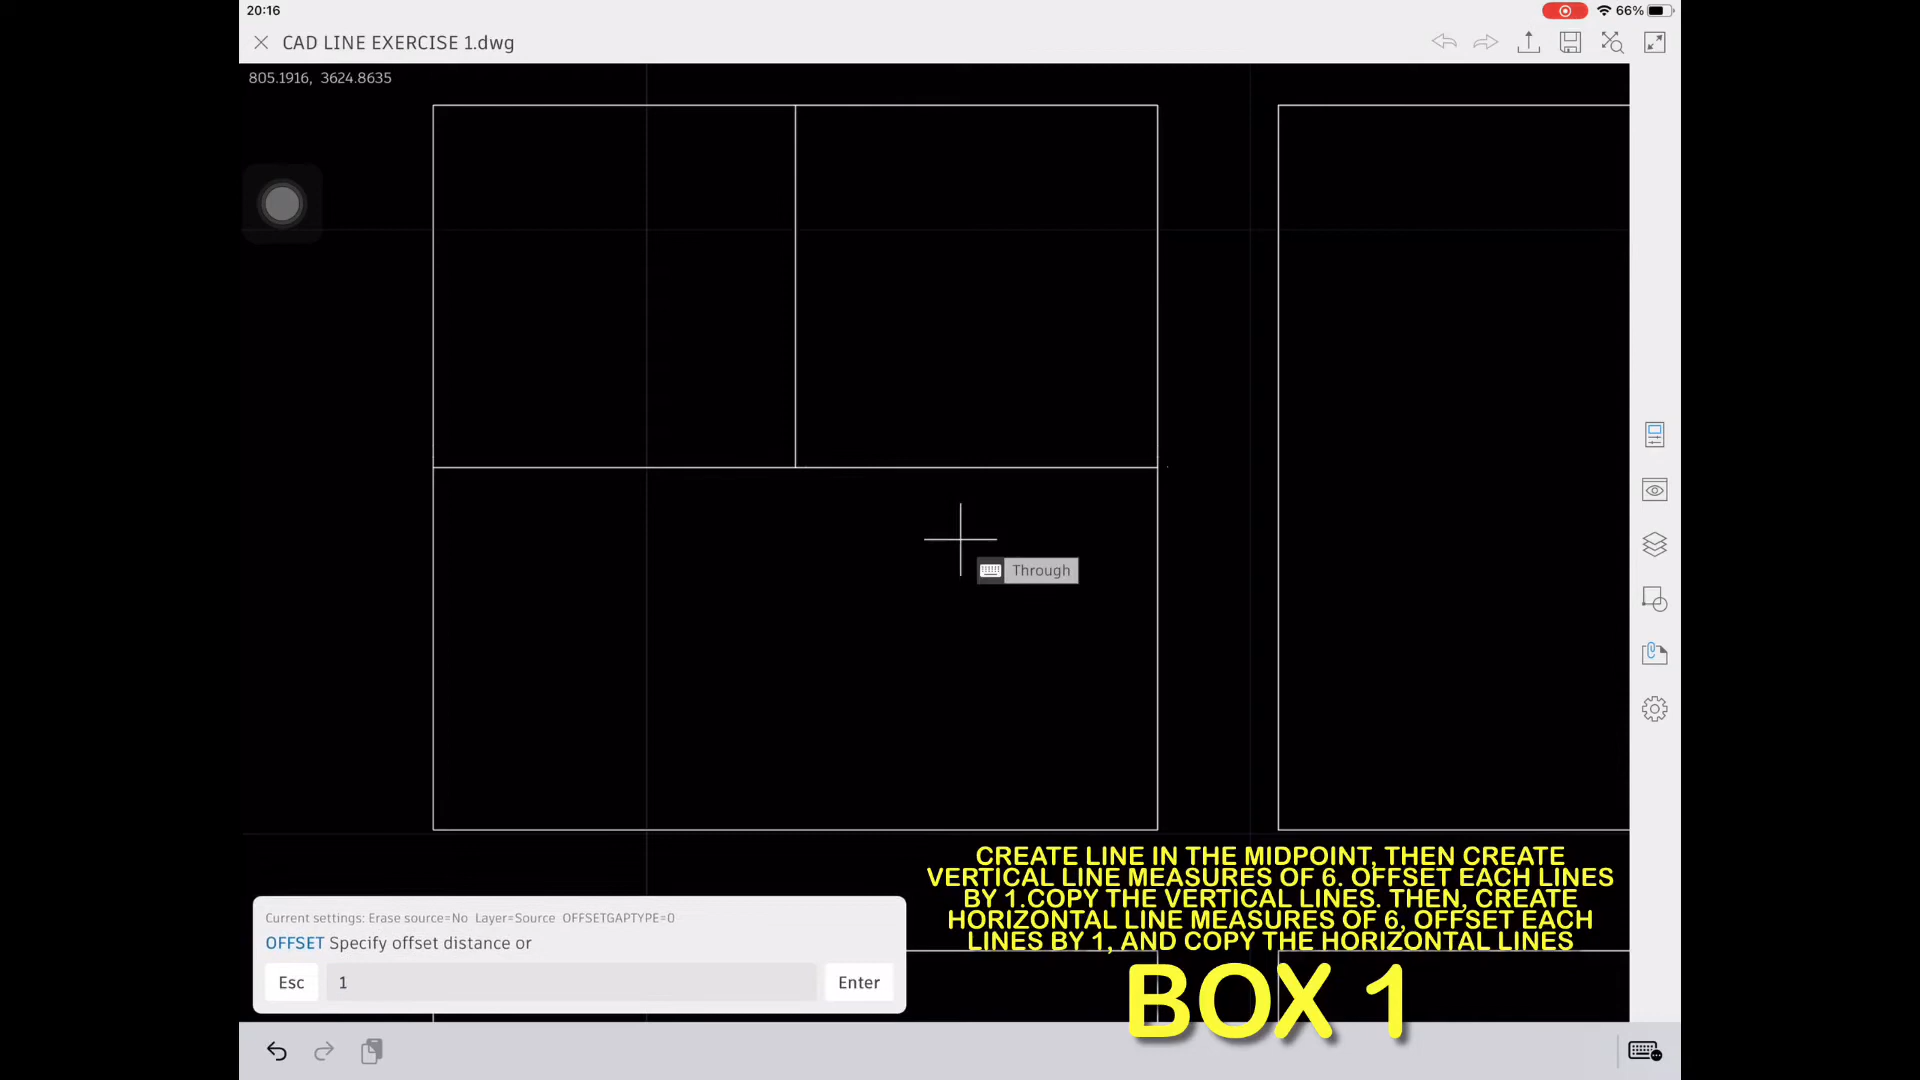 20:16
66%
CAD LINE EXERCISE 1.dwg
805.1916, 3624.8635
Through
CREATE LINE IN THE MIDPOINT, THEN CREATE
VERTICAL LINE MEASURES OF 6. OFFSET EACH LINES
BY 1.COPY THE VERTICAL LINES. THEN, CREATE
HORIZONTAL LINE MEASURES OF 6, OFFSET EACH
LINES BY 1, AND COPY THE HORIZONTAL LINES
Current settings: Erase source=No Layer=Source OFFSETGAPTYPE=0
OFFSET Specify offset distance or
Esc 1 Enter
BOX 1